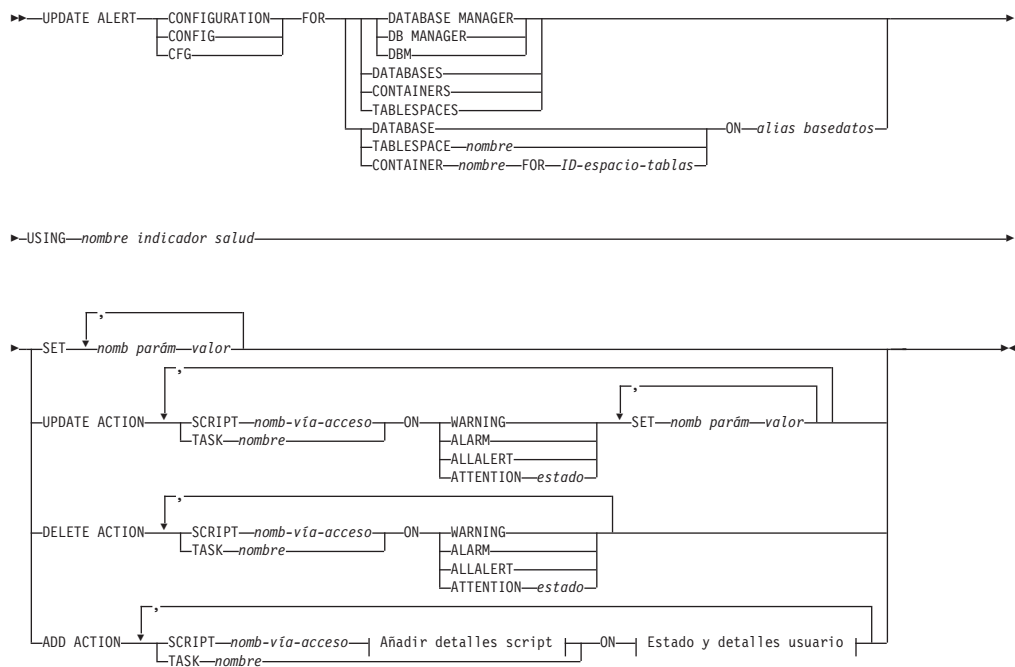 UPDATE ALERT CONFIGURATION FOR DATABASE MANAGER
CONFIG DB MANAGER
CFG DBM
DATABASES
CONTAINERS
TABLESPACES
DATABASE ON alias basedatos
TABLESPACE nombre
CONTAINER nombre FOR ID-espacio-tablas
USING nombre indicador salud
,
SET nomb parám valor
,
,
UPDATE ACTION SCRIPT nomb-vía-acceso ON WARNING SET nomb parám valor
TASK nombre ALARM
ALLALERT
ATTENTION estado
,
DELETE ACTION SCRIPT nomb-vía-acceso ON WARNING
TASK nombre ALARM
ALLALERT
ATTENTION estado
,
ADD ACTION SCRIPT nomb-vía-acceso Añadir detalles script ON Estado y detalles usuario
TASK nombre